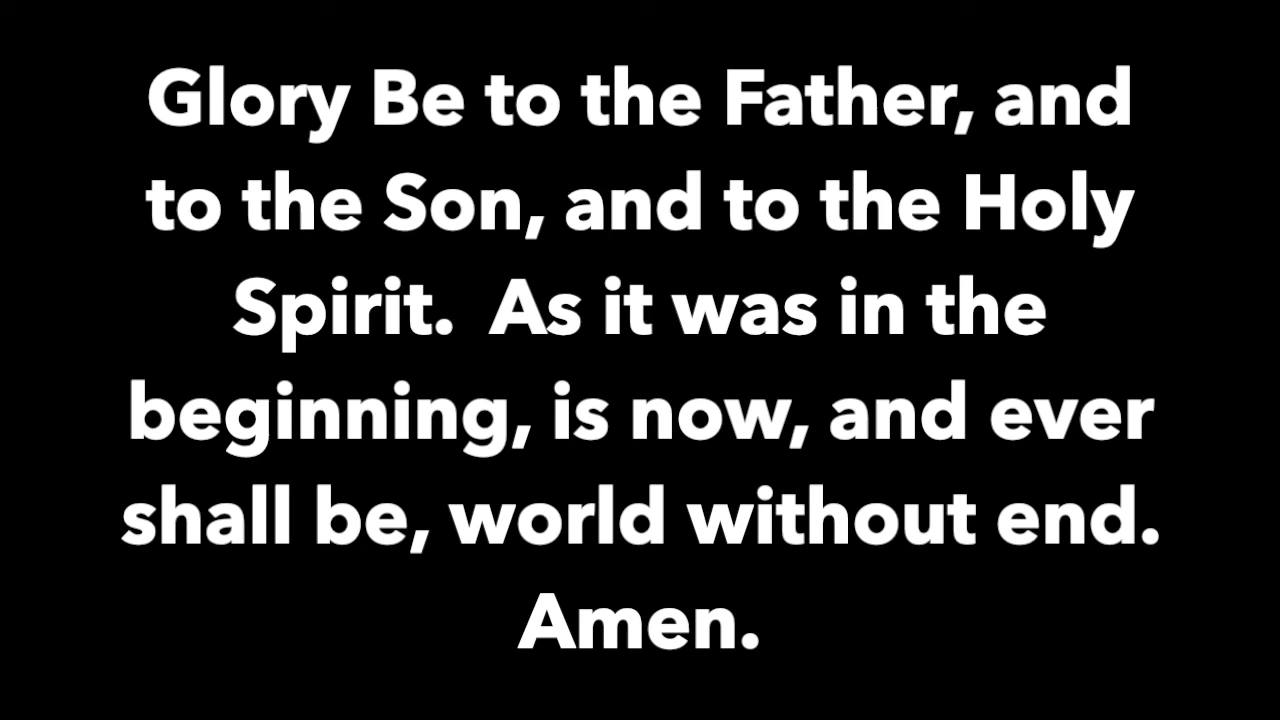 Glory Be to the Father, and
to the Son, and to the Holy
Spirit.  As it was in the
beginning, is now, and ever
shall be, world without end.
Amen.